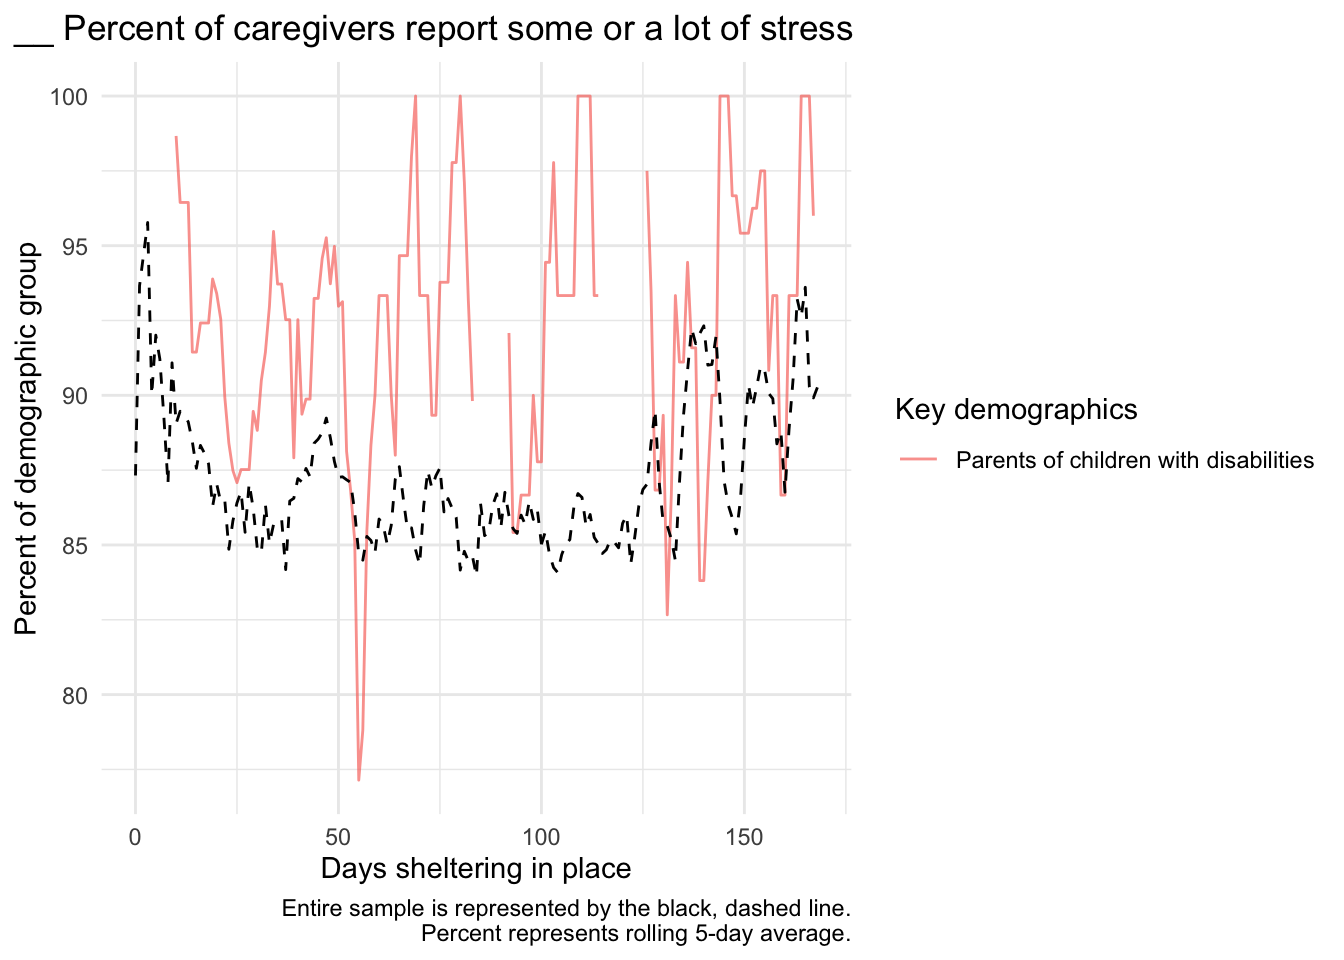 __ Percent of caregivers report some or a lot of stress
100
95
90
85
80
Percent of demographic group
0
50
100
150
Days sheltering in place
Key demographics
Parents of children with disabilities
Entire sample is represented by the black, dashed line.
Percent represents rolling 5-day average.